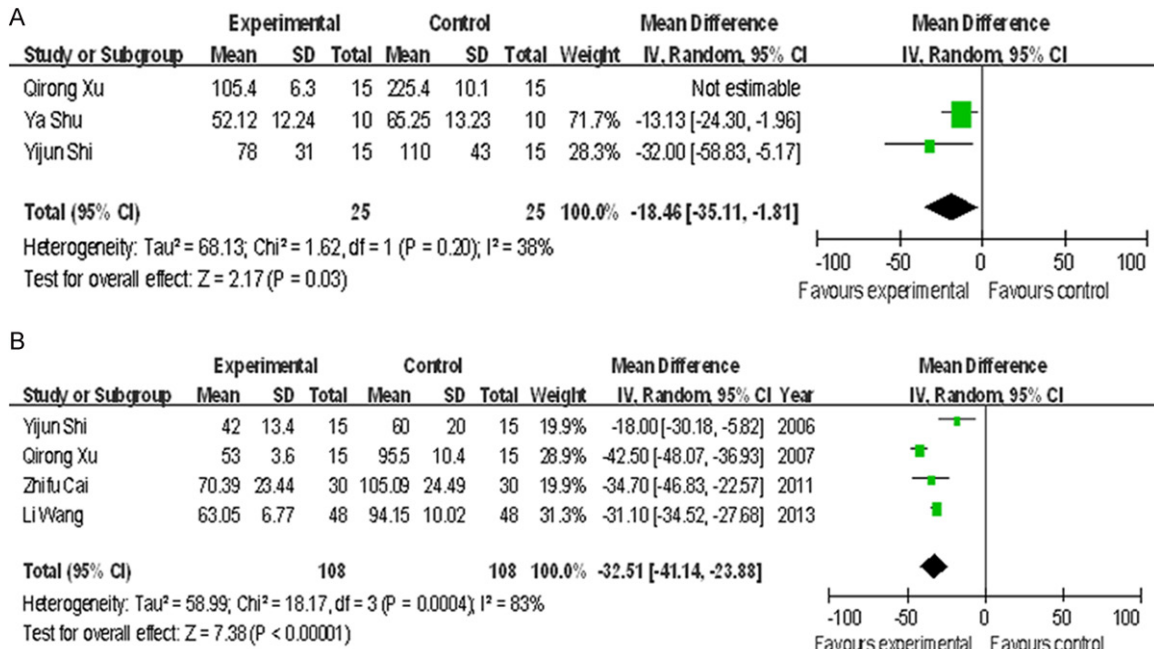 A
Experimental Control Mean Difference Mean Difference
Study or Subgroup Mean SD Total Mean SD Total Weight IV, Random, 95% CI IV, Random, 95% CI
Qirong Xu 105.4 6.3 15 225.4 10.1 15 Not estimable
Ya Shu 52.12 12.24 10 65.25 13.23 10 71.7% -13.13 [-24.30, -1.96]
Yijun Shi 78 31 15 110 43 15 28.3% -32.00 [-58.83, -5.17]
Total (95% CI) 25 25 100.0% -18.46 [-35.11, -1.81]
Heterogeneity: Tau² = 68.13; Chi² = 1.62, df = 1 (P = 0.20); I² = 38%
Test for overall effect: Z = 2.17 (P = 0.03)
-100 -50 0 50 100
Favours experimental Favours control
B
Experimental Control Mean Difference Mean Difference
Study or Subgroup Mean SD Total Mean SD Total Weight IV, Random, 95% CI Year IV, Random, 95% CI
Yijun Shi 42 13.4 15 60 20 15 19.9% -18.00 [-30.18, -5.82] 2006
Qirong Xu 53 3.6 15 95.5 10.4 15 28.9% -42.50 [-48.07, -36.93] 2007
Zhifu Cai 70.39 23.44 30 105.09 24.49 30 19.9% -34.70 [-46.83, -22.57] 2011
Li Wang 63.05 6.77 48 94.15 10.02 48 31.3% -31.10 [-34.52, -27.68] 2013
Total (95% CI) 108 108 100.0% -32.51 [-41.14, -23.88]
Heterogeneity: Tau² = 58.99; Chi² = 18.17, df = 3 (P = 0.0004); I² = 83%
Test for overall effect: Z = 7.38 (P < 0.00001)
-100 -50 0 50 100
Favours experimental Favours control